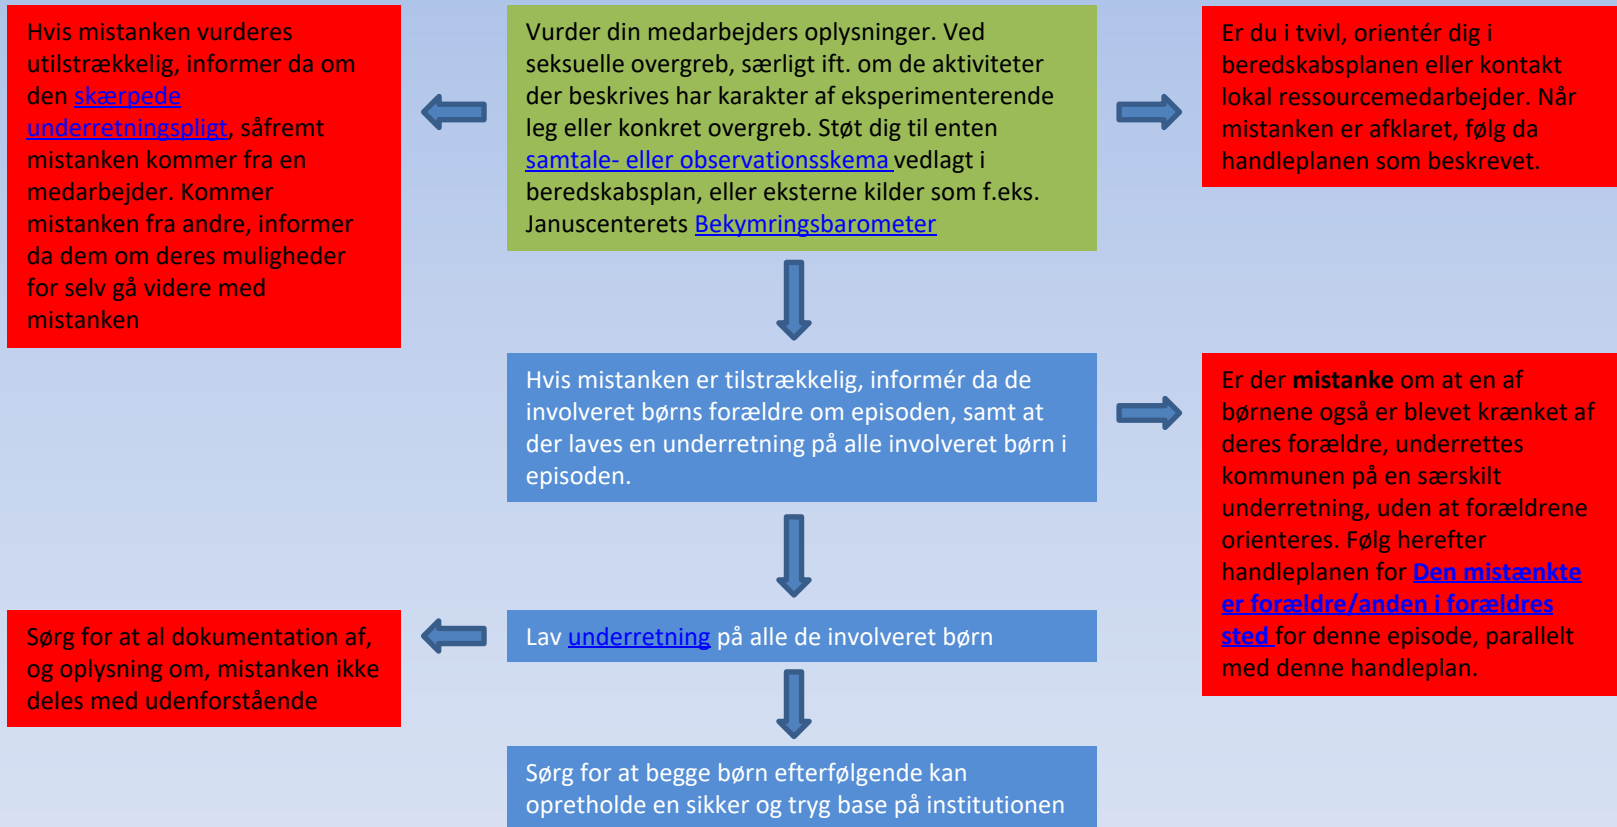 Hvis mistanken vurderes
utilstrækkelig, informer da om
den skærpede
underretningspligt, såfremt
mistanken kommer fra en
medarbejder. Kommer
mistanken fra andre, informer
da dem om deres muligheder
for selv gå videre med
mistanken
Vurder din medarbejders oplysninger. Ved
seksuelle overgreb, særligt ift. om de aktiviteter
der beskrives har karakter af eksperimenterende
leg eller konkret overgreb. Støt dig til enten
samtale- eller observationsskema vedlagt i
beredskabsplan, eller eksterne kilder som f.eks.
Januscenterets Bekymringsbarometer
Er du i tvivl, orientér dig i
beredskabsplanen eller kontakt
lokal ressourcemedarbejder. Når
mistanken er afklaret, følg da
handleplanen som beskrevet.
Hvis mistanken er tilstrækkelig, informér da de
involveret børns forældre om episoden, samt at
der laves en underretning på alle involveret børn i
episoden.
Er der mistanke om at en af
børnene også er blevet krænket af
deres forældre, underrettes
kommunen på en særskilt
underretning, uden at forældrene
orienteres. Følg herefter
handleplanen for Den mistænkte
er forældre/anden i forældres
sted for denne episode, parallelt
med denne handleplan.
Sørg for at al dokumentation af,
og oplysning om, mistanken ikke
deles med udenforstående
Lav underretning på alle de involveret børn
Sørg for at begge børn efterfølgende kan
opretholde en sikker og tryg base på institutionen